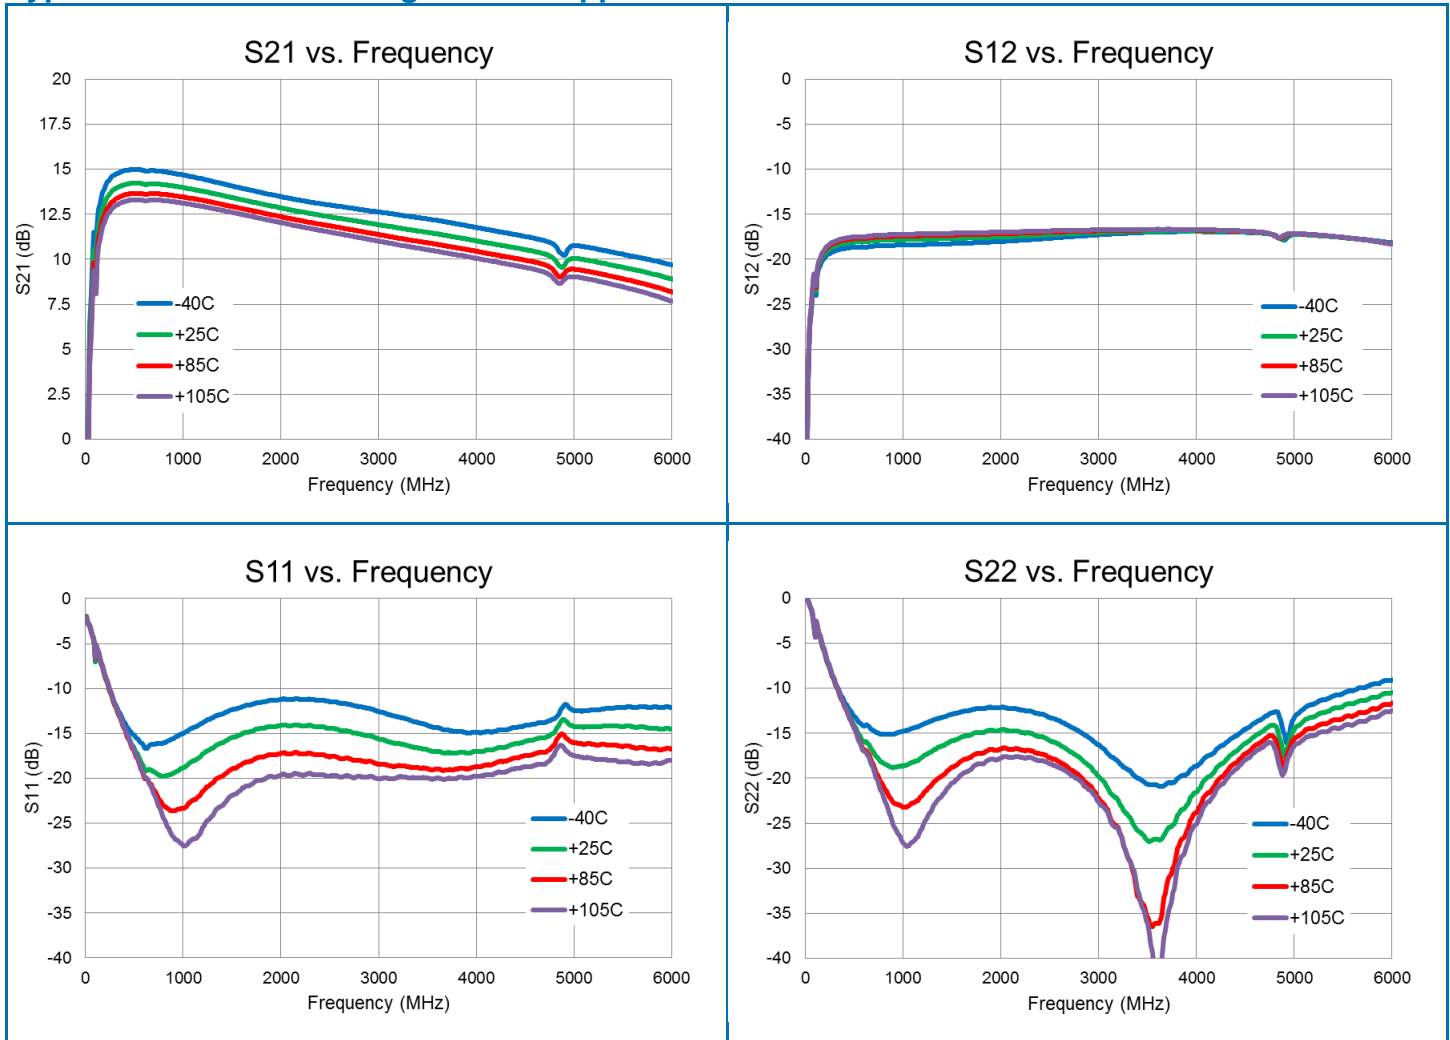 S21 vs. Frequency
20
17.5
15
12.5
10
7.5
5
2.5
0
S21 (dB)
-40C
+25C
+85C
+105C
0 1000 2000 3000 4000 5000 6000
Frequency (MHz)
S12 vs. Frequency
0
-5
-10
-15
-20
-25
-30
-35
-40
S12 (dB)
-40C
+25C
+85C
+105C
0 1000 2000 3000 4000 5000 6000
Frequency (MHz)
S11 vs. Frequency
0
-5
-10
-15
-20
-25
-30
-35
-40
S11 (dB)
-40C
+25C
+85C
+105C
0 1000 2000 3000 4000 5000 6000
Frequency (MHz)
S22 vs. Frequency
0
-5
-10
-15
-20
-25
-30
-35
-40
S22 (dB)
-40C
+25C
+85C
+105C
0 1000 2000 3000 4000 5000 6000
Frequency (MHz)